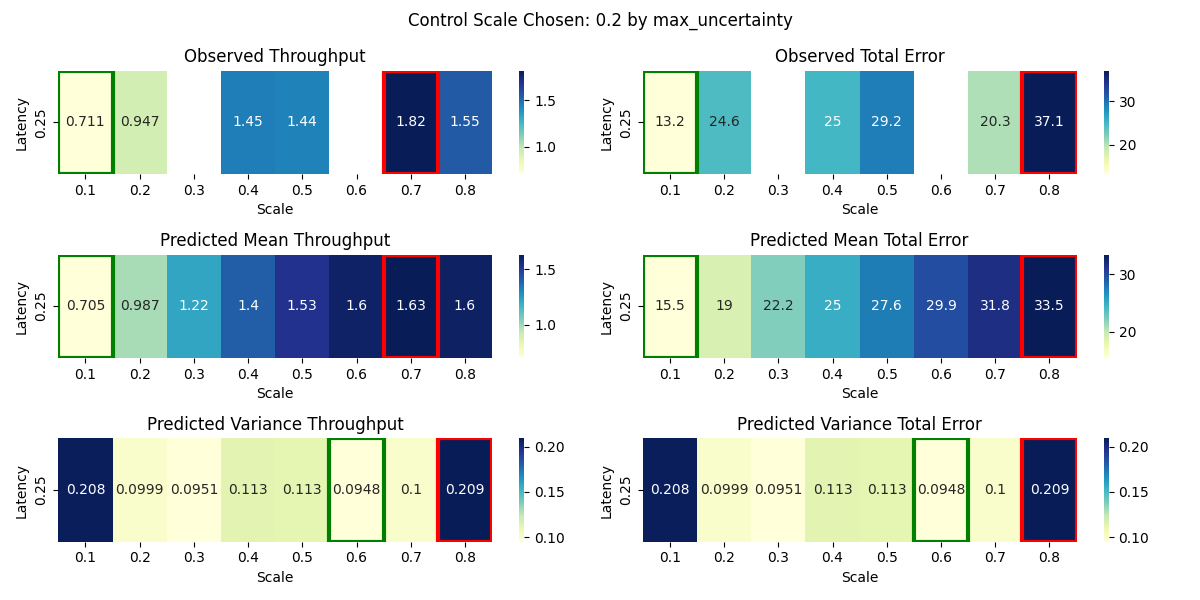 Control Scale Chosen: 0.2 by max_uncertainty
Observed Throughput
Latency
0.25
0.711 0.947 1.45 1.44 1.82 1.55
0.1 0.2 0.3 0.4 0.5 0.6 0.7 0.8
Scale
1.5
1.0
Observed Total Error
Latency
0.25
13.2 24.6 25 29.2 20.3 37.1
0.1 0.2 0.3 0.4 0.5 0.6 0.7 0.8
Scale
30
20
Predicted Mean Throughput
Latency
0.25
0.705 0.987 1.22 1.4 1.53 1.6 1.63 1.6
0.1 0.2 0.3 0.4 0.5 0.6 0.7 0.8
Scale
1.5
1.0
Predicted Mean Total Error
Latency
0.25
15.5 19 22.2 25 27.6 29.9 31.8 33.5
0.1 0.2 0.3 0.4 0.5 0.6 0.7 0.8
Scale
30
20
Predicted Variance Throughput
Latency
0.25
0.208 0.0999 0.0951 0.113 0.113 0.0948 0.1 0.209
0.1 0.2 0.3 0.4 0.5 0.6 0.7 0.8
Scale
0.20
0.15
0.10
Predicted Variance Total Error
Latency
0.25
0.208 0.0999 0.0951 0.113 0.113 0.0948 0.1 0.209
0.1 0.2 0.3 0.4 0.5 0.6 0.7 0.8
Scale
0.20
0.15
0.10